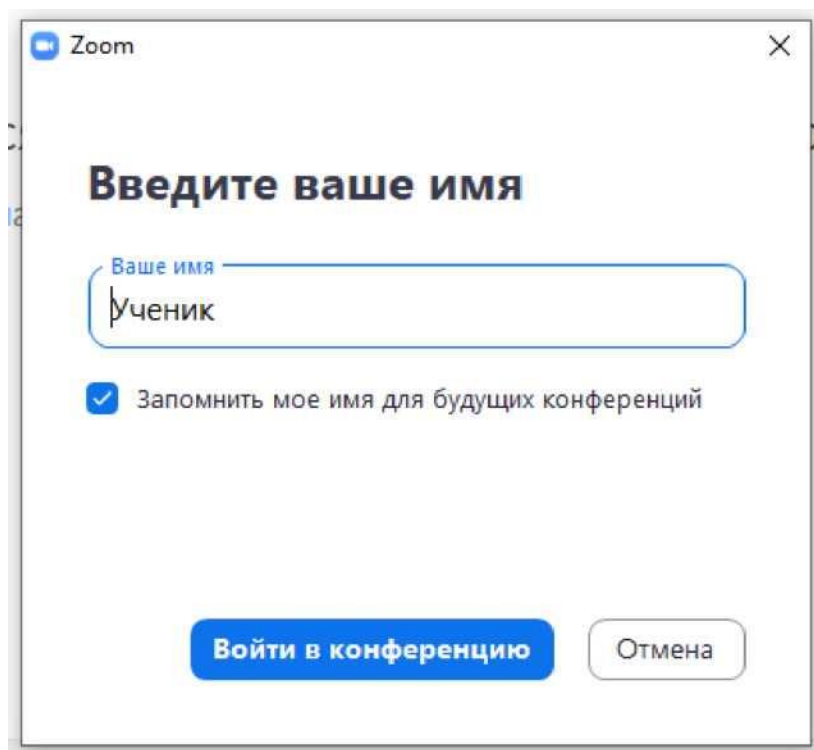 Zoom
Введите ваше имя
Ваше имя
Ученик
Запомнить мое имя для будущих конференций
Войти в конференцию
Отмена